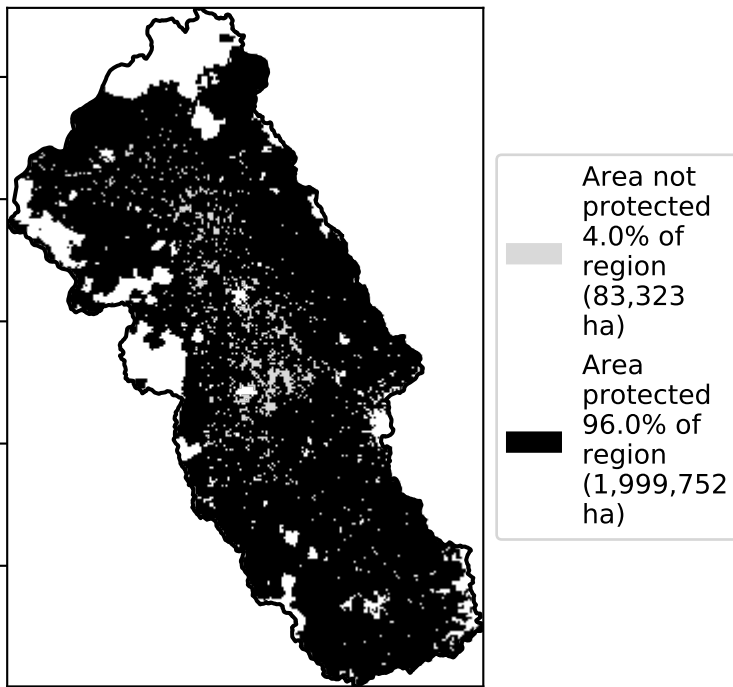 Area not
protected
4.0% of
region
(83,323
ha)
Area
protected
96.0% of
region
(1,999,752
ha)